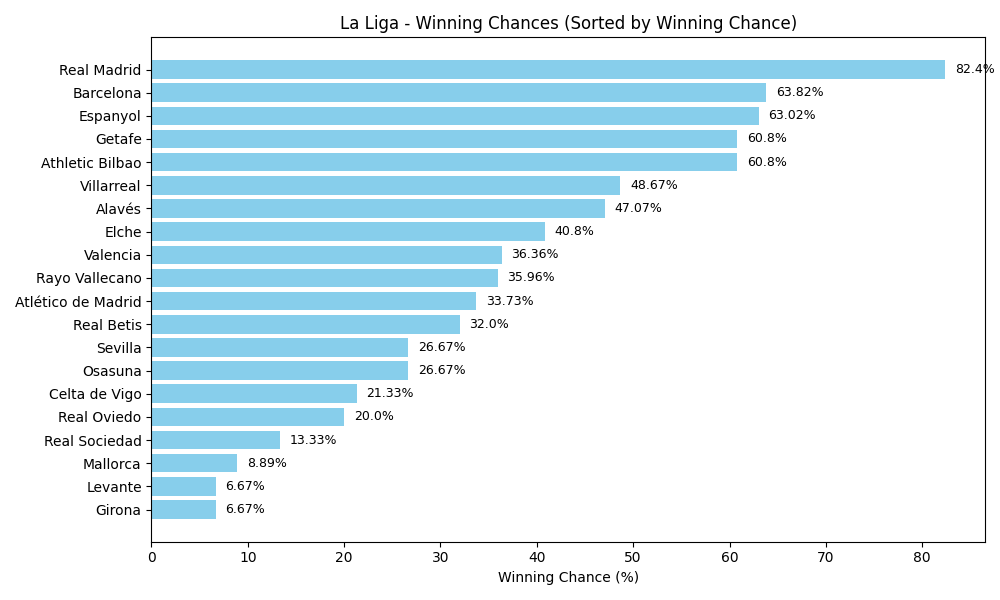 La Liga - Winning Chances (Sorted by Winning Chance)
Real Madrid 82.4%
Barcelona 63.82%
Espanyol 63.02%
Getafe 60.8%
Athletic Bilbao 60.8%
Villarreal 48.67%
Alavés 47.07%
Elche 40.8%
Valencia 36.36%
Rayo Vallecano 35.96%
Atlético de Madrid 33.73%
Real Betis 32.0%
Sevilla 26.67%
Osasuna 26.67%
Celta de Vigo 21.33%
Real Oviedo 20.0%
Real Sociedad 13.33%
Mallorca 8.89%
Levante 6.67%
Girona 6.67%
0 10 20 30 40 50 60 70 80
Winning Chance (%)